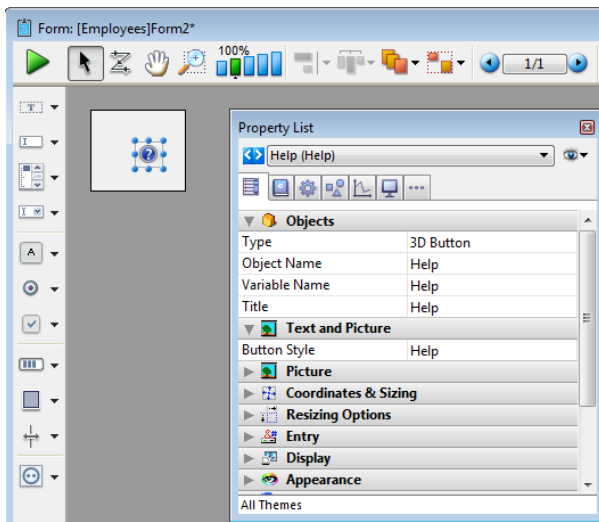 Form: [Employees]Form2*
100%
1/1
Property List
Help (Help)
Objects
Type 3D Button
Object Name Help
Variable Name Help
Title Help
Text and Picture
Button Style Help
Picture
Coordinates & Sizing
Resizing Options
Entry
Display
Appearance
All Themes